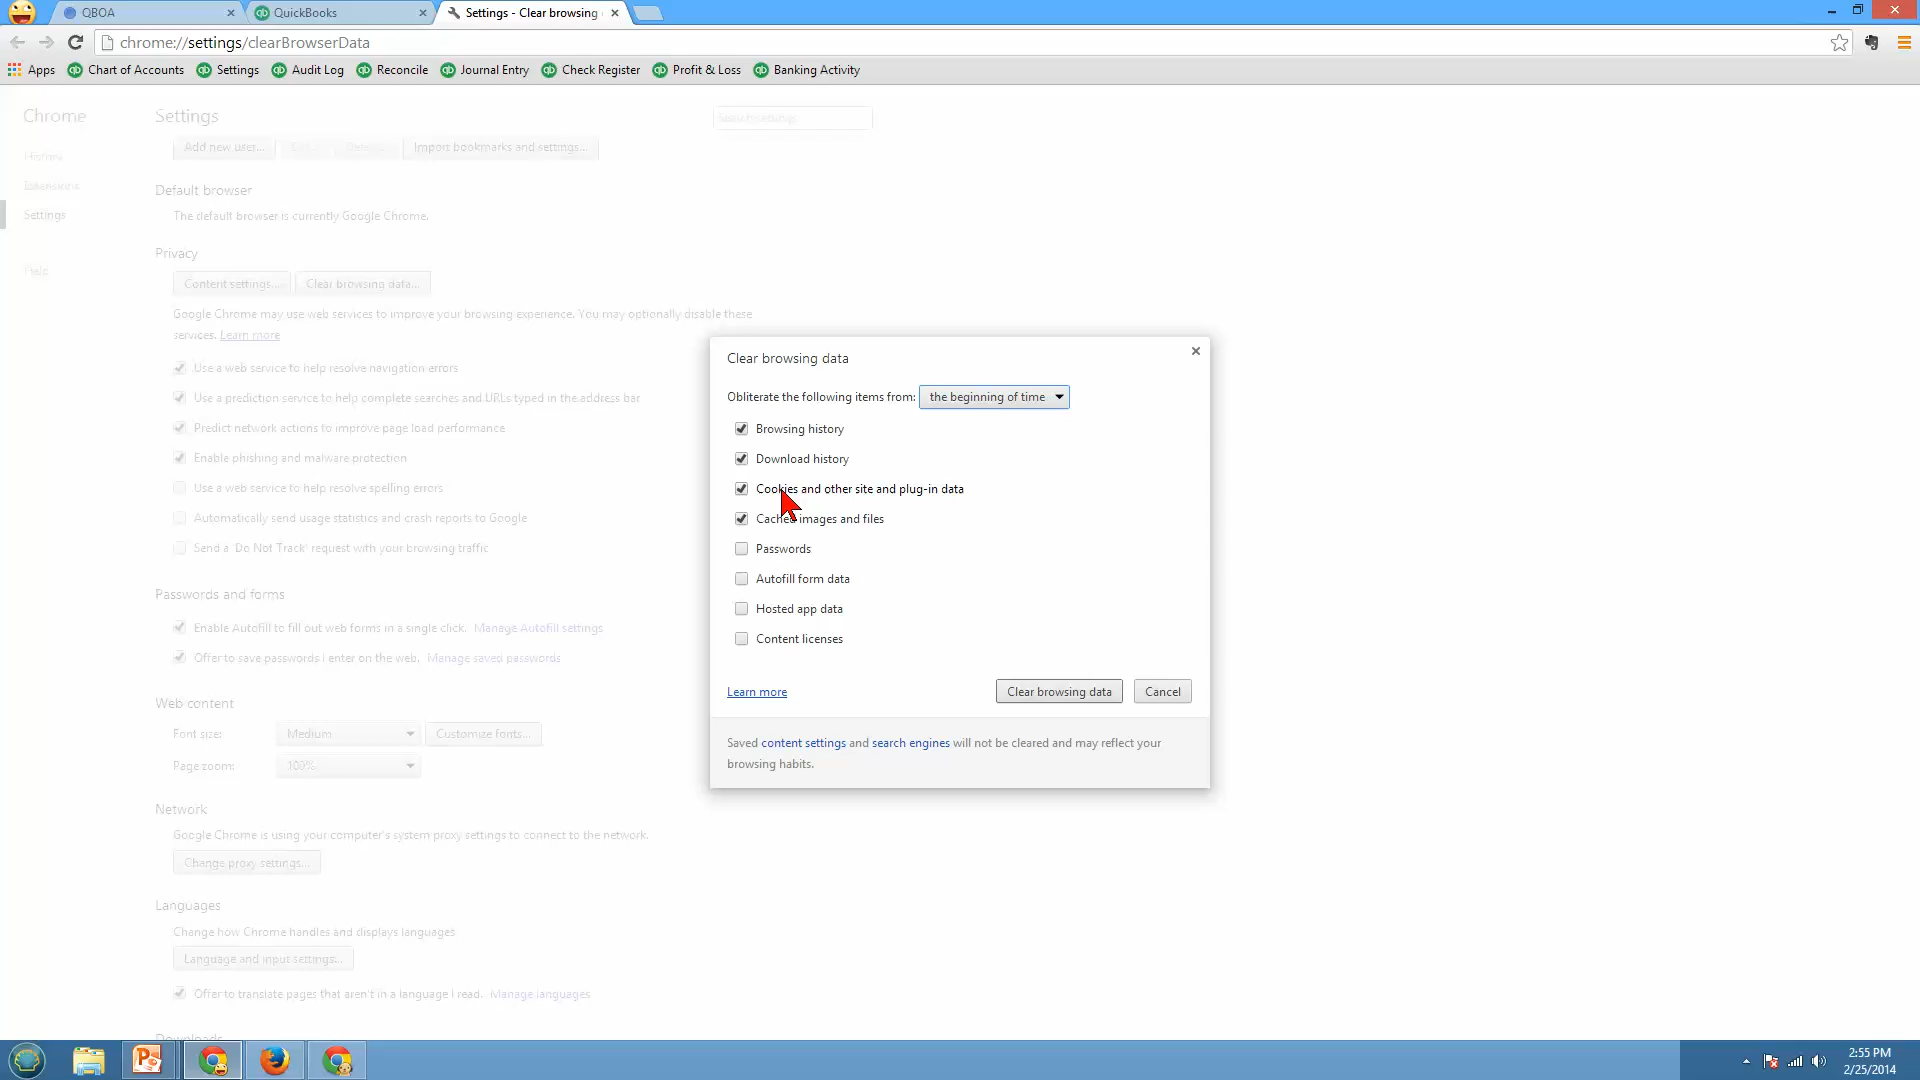 QBOA
QuickBooks
Settings - Clear browsing
chrome://settings/clearBrowserData
Apps
Chart of Accounts
Settings
Audit Log
Reconcile
Journal Entry
Check Register
Profit & Loss
Banking Activity
Chrome
History
Extensions
Settings
Help
Settings
Search settings
Add new user...
Import bookmarks and settings...
Default browser
The default browser is currently Google Chrome.
Privacy
Content settings...
Clear browsing data...
Google Chrome may use web services to improve your browsing experience. You may optionally disable these
services. Learn more
Use a web service to help resolve navigation errors
Use a prediction service to help complete searches and URLs typed in the address bar
Predict network actions to improve page load performance
Enable phishing and malware protection
Use a web service to help resolve spelling errors
Automatically send usage statistics and crash reports to Google
Send a 'Do Not Track' request with your browsing traffic
Passwords and forms
Enable Autofill to fill out web forms in a single click. Manage Autofill settings
Offer to save passwords I enter on the web. Manage saved passwords
Web content
Font size:
Medium
Customize fonts...
Page zoom:
100%
Network
Google Chrome is using your computer's system proxy settings to connect to the network.
Change proxy settings...
Languages
Change how Chrome handles and displays languages
Language and input settings...
Offer to translate pages that aren't in a language I read. Manage languages
Downloads
Clear browsing data
Obliterate the following items from: the beginning of time
Browsing history
Download history
Cookies and other site and plug-in data
Cached images and files
Passwords
Autofill form data
Hosted app data
Content licenses
Learn more
Clear browsing data
Cancel
Saved content settings and search engines will not be cleared and may reflect your
browsing habits.
2:55 PM
2/25/2014